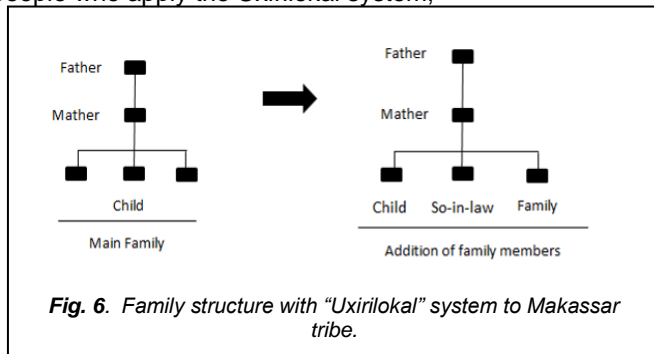 people who apply the Uxirilokal system,
Father
Father
Mather
Mather
Child So-in-law Family
Child
Main Family
Addition of family members
Fig. 6. Family structure with “Uxirilokal” system to Makassar
tribe.